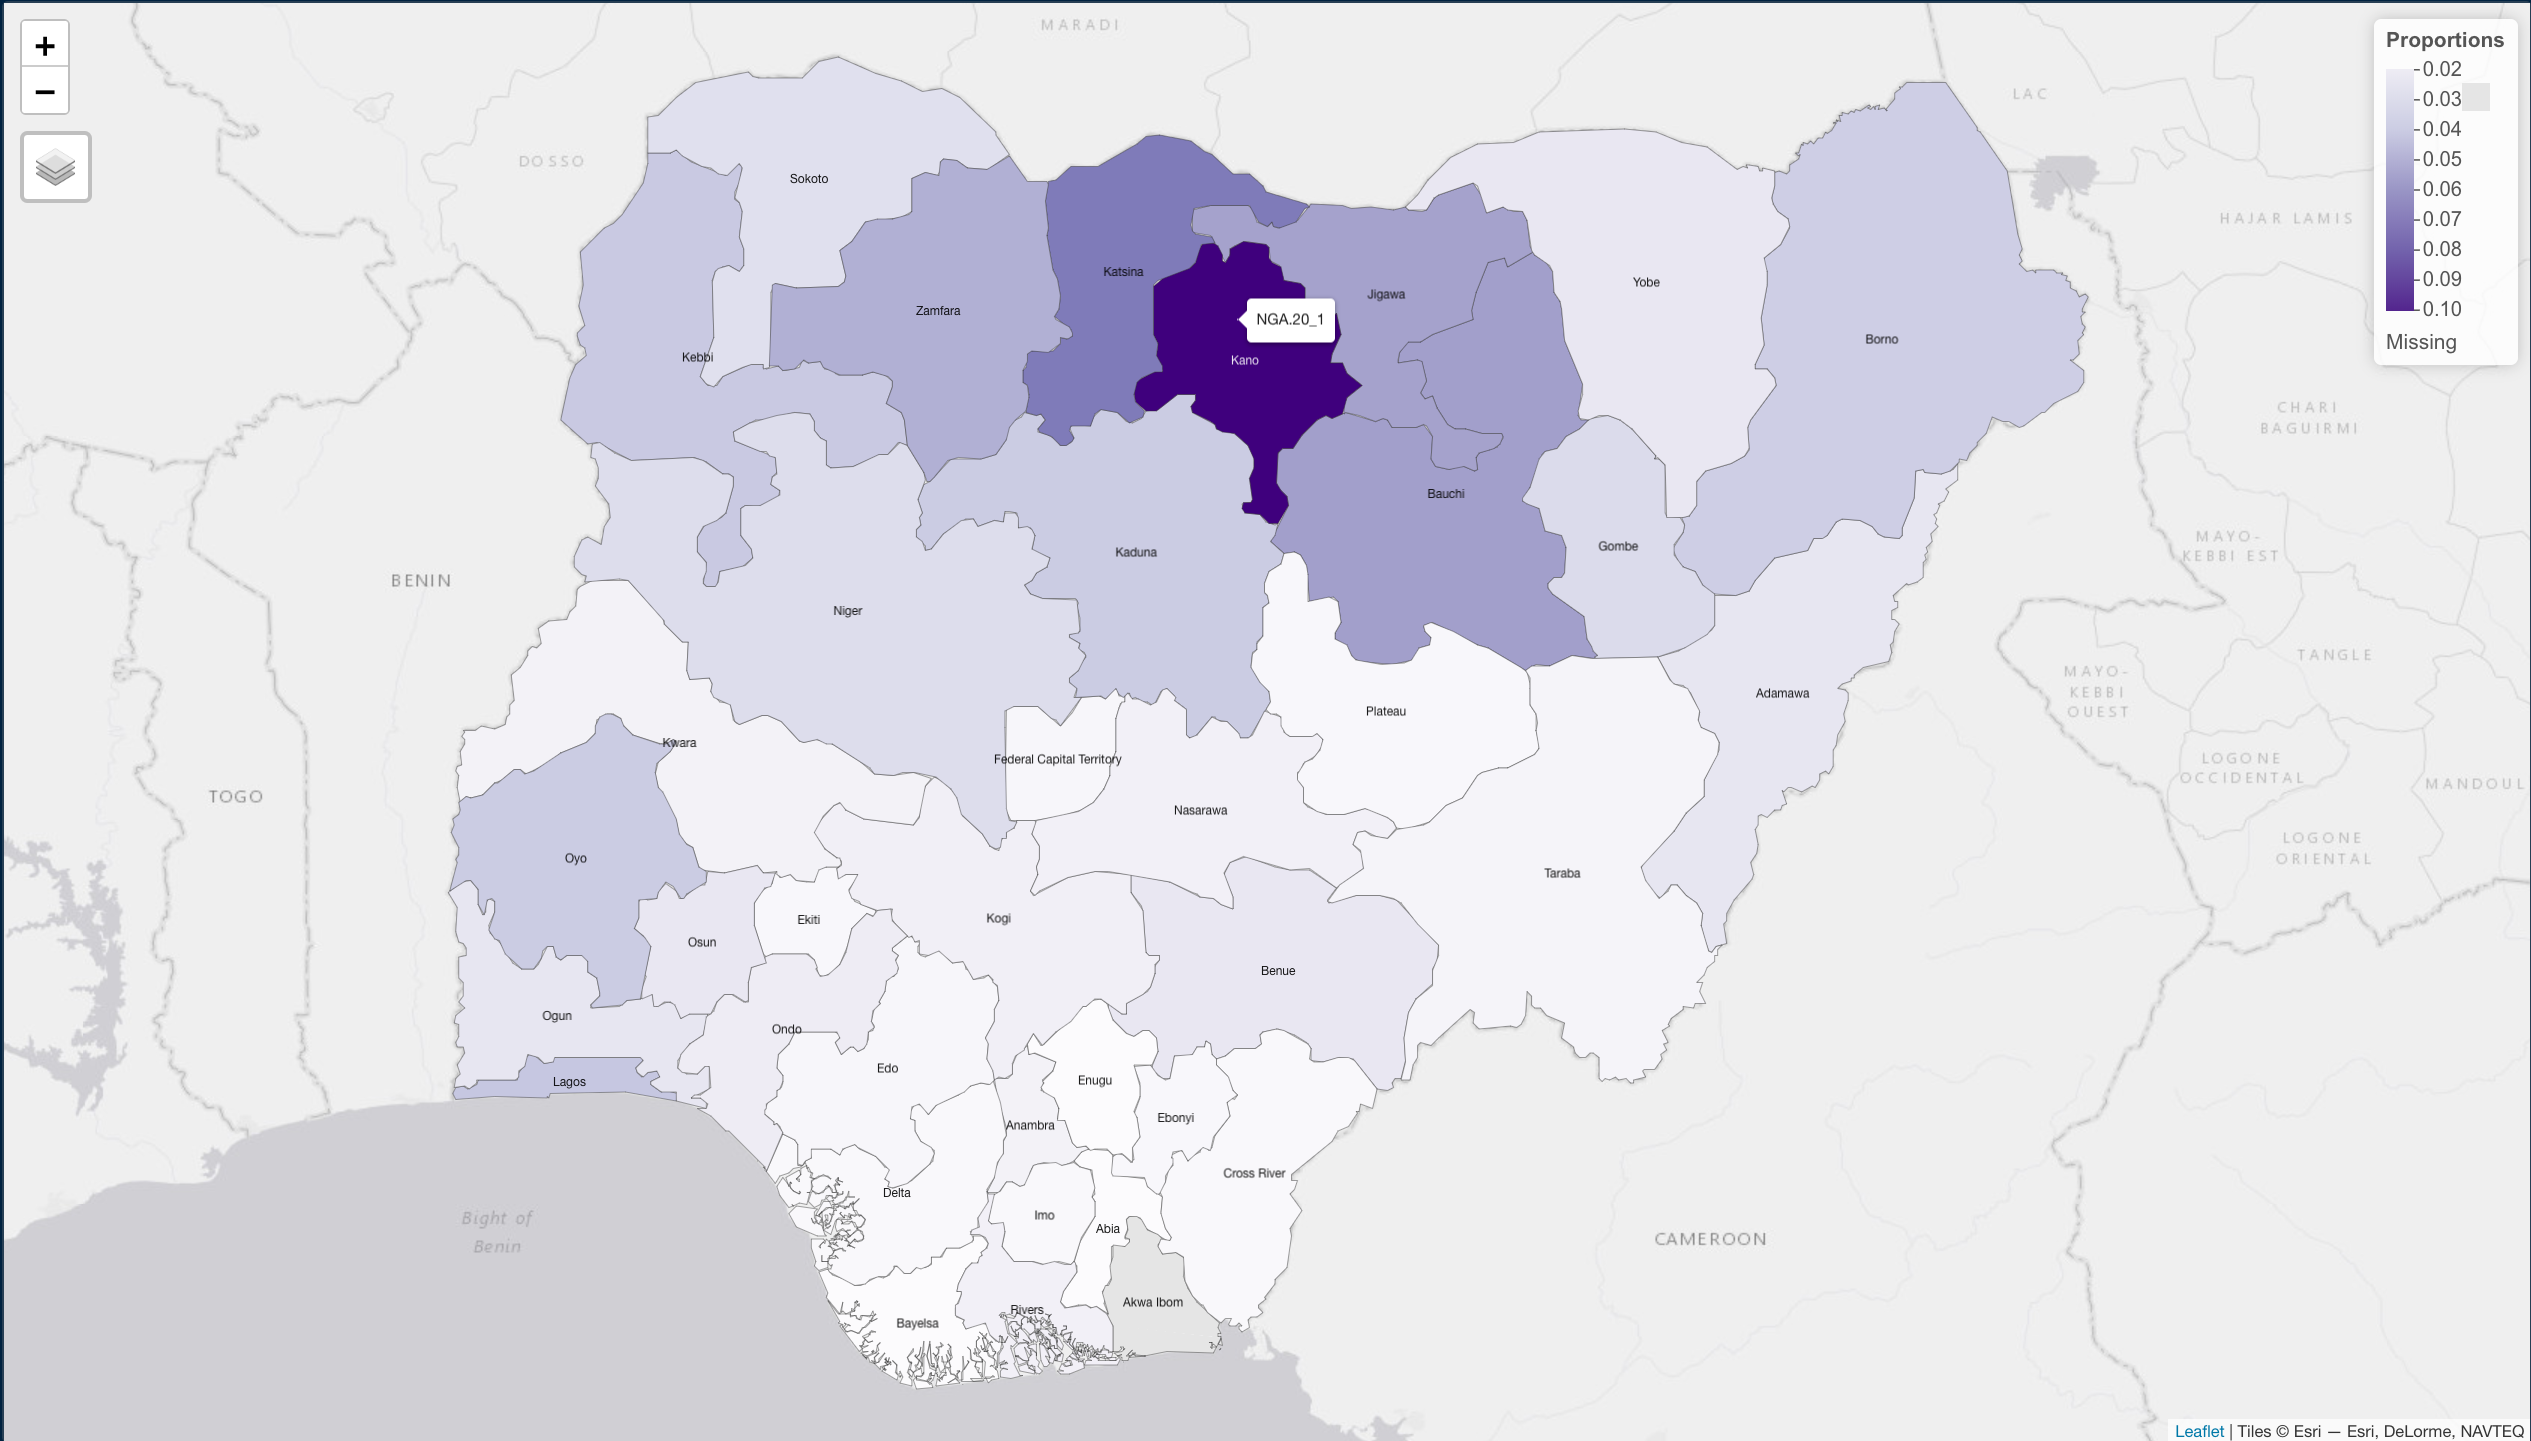 +
−
MARADI
DOSSO
LAC
HAJAR LAMIS
Proportions
0.02
0.03
0.04
0.05
0.06
0.07
0.08
0.09
0.10
Missing
Sokoto
Katsina
Zamfara
Kebbi
NGA.20_1
Kano
Jigawa
Yobe
Borno
CHARI
BAGUIRMI
Bauchi
Gombe
Kaduna
Niger
MAYO-
KEBBI EST
BENIN
TANGLE
MAYO-
KEBBI
OUEST
Adamawa
Plateau
Kwara
Federal Capital Territory
LOGONE
OCCIDENTAL
MANDOUL
TOGO
Nasarawa
LOGONE
ORIENTAL
Oyo
Taraba
Ekiti
Kogi
Osun
Benue
Ogun
Ondo
Edo
Lagos
Enugu
Ebonyi
Anambra
Cross River
Delta
Imo
Abia
Bight of
Benin
CAMEROON
Akwa Ibom
Rivers
Bayelsa
Leaflet | Tiles © Esri — Esri, DeLorme, NAVTEQ